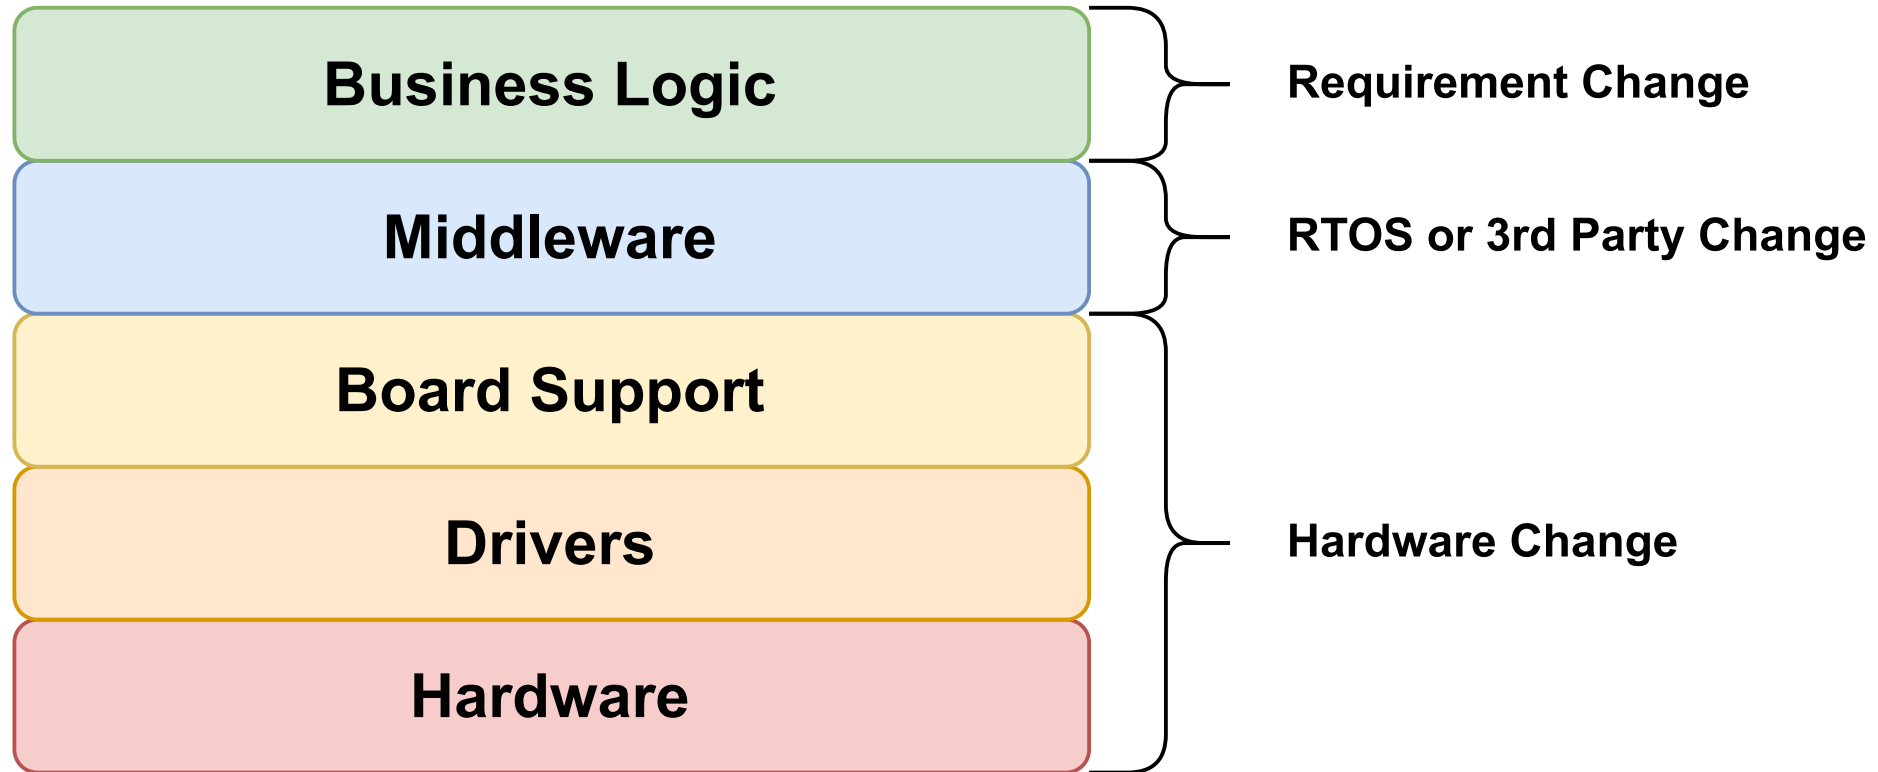 Business Logic
Requirement Change
Middleware
RTOS or 3rd Party Change
Board Support
Drivers
Hardware Change
Hardware